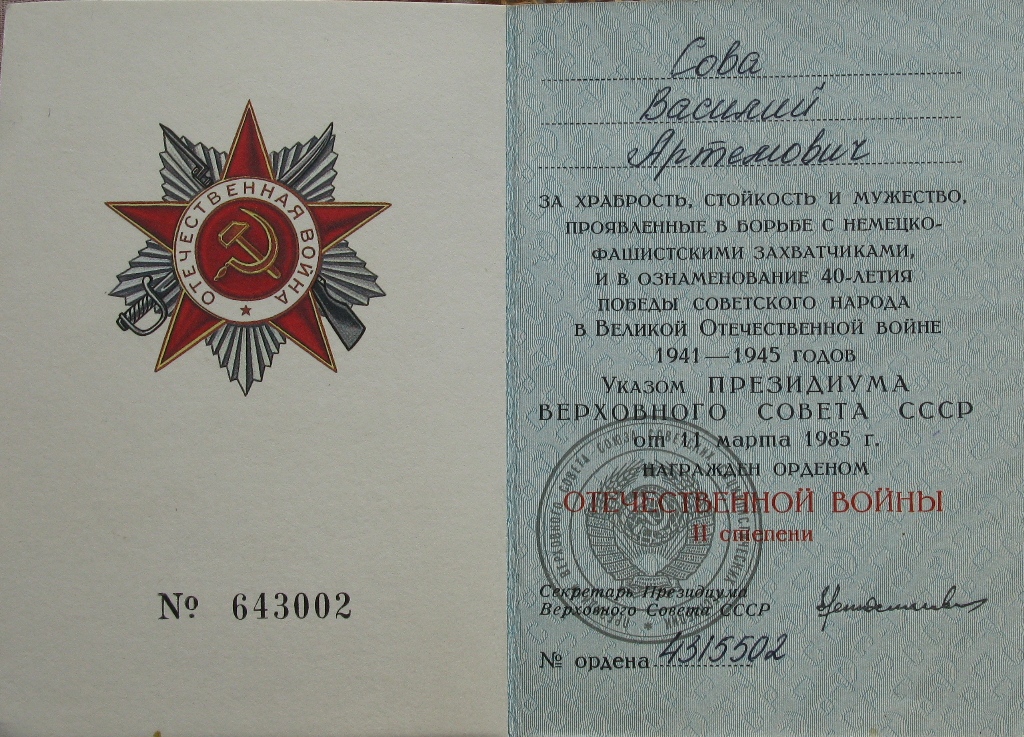 ОТЕЧЕСТВЕННАЯ ВОЙНА
№ 643002
Сова
Василий
Артемович
ЗА ХРАБРОСТЬ, СТОЙКОСТЬ И МУЖЕСТВО,
ПРОЯВЛЕННЫЕ В БОРЬБЕ С НЕМЕЦКО-
ФАШИСТСКИМИ ЗАХВАТЧИКАМИ,
И В ОЗНАМЕНОВАНИЕ 40-ЛЕТИЯ
ПОБЕДЫ СОВЕТСКОГО НАРОДА
В ВЕЛИКОЙ ОТЕЧЕСТВЕННОЙ ВОЙНЕ
1941—1945 ГОДОВ
УКАЗОМ ПРЕЗИДИУМА
ВЕРХОВНОГО СОВЕТА СССР
от 11 марта 1985 г.
НАГРАЖДЕН ОРДЕНОМ
ОТЕЧЕСТВЕННОЙ ВОЙНЫ
II степени
Секретарь Президиума
Верховного Совета СССР
№ ордена 4315502